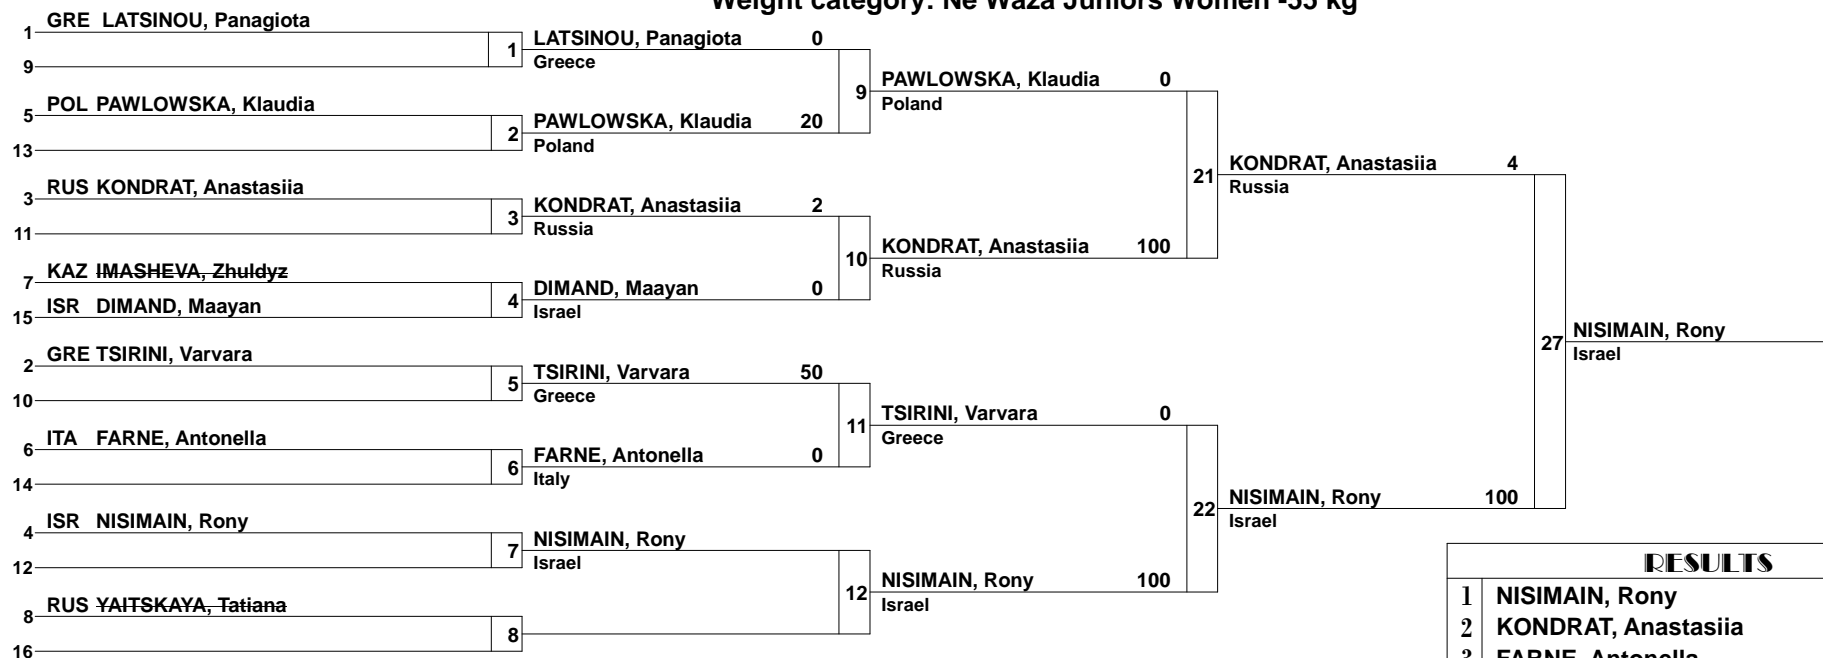 Weight category: Ne Waza Juniors Women -55 kg
1 GRE LATSINOU, Panagiota
9
1 LATSINOU, Panagiota 0
Greece
5 POL PAWLOWSKA, Klaudia
13
2 PAWLOWSKA, Klaudia 20
Poland
9 PAWLOWSKA, Klaudia 0
Poland
3 RUS KONDRAT, Anastasiia
11
3 KONDRAT, Anastasiia 2
Russia
7 KAZ IMASHEVA, Zhuldyz
15 ISR DIMAND, Maayan
4 DIMAND, Maayan 0
Israel
10 KONDRAT, Anastasiia 100
Russia
21 KONDRAT, Anastasiia 4
Russia
2 GRE TSIRINI, Varvara
10
5 TSIRINI, Varvara 50
Greece
6 ITA FARNE, Antonella
14
6 FARNE, Antonella 0
Italy
11 TSIRINI, Varvara 0
Greece
4 ISR NISIMAIN, Rony
12
7 NISIMAIN, Rony
Israel
8 RUS YAITSKAYA, Tatiana
16
8
12 NISIMAIN, Rony 100
Israel
22 NISIMAIN, Rony 100
Israel
27 NISIMAIN, Rony
Israel
RESULTS
1 NISIMAIN, Rony
2 KONDRAT, Anastasiia
3 FARNE, Antonella